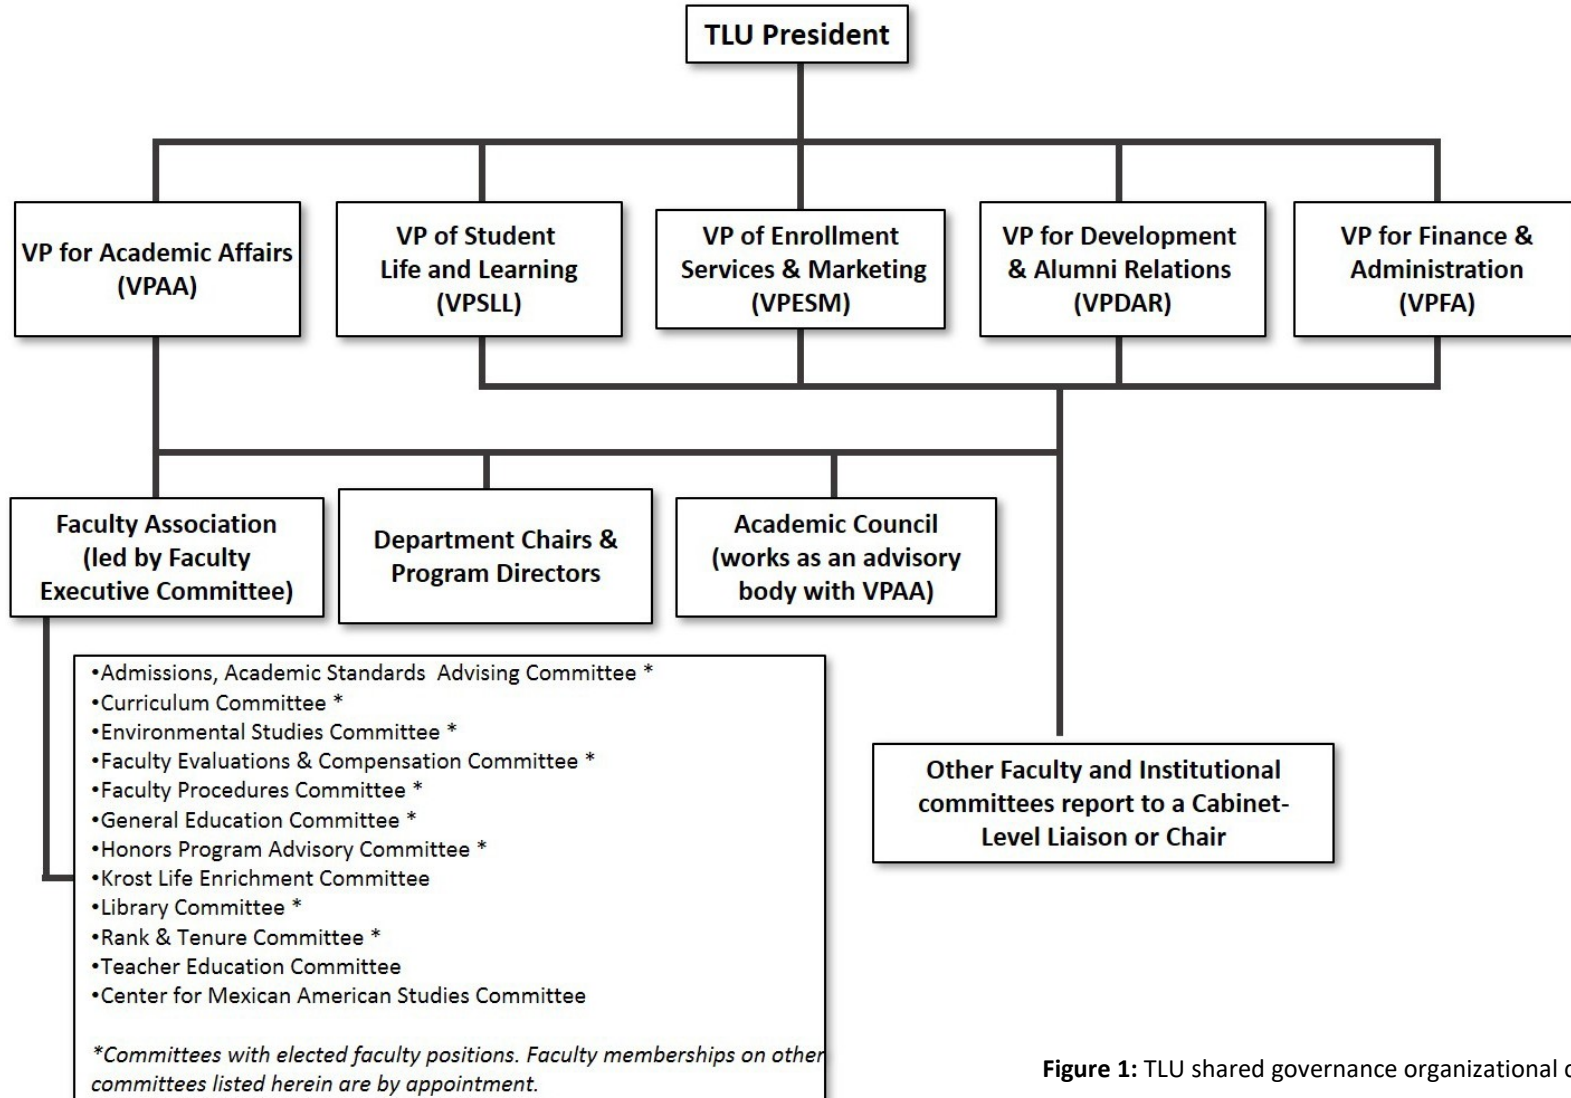 TLU President
VP for Academic Affairs
(VPAA)
VP of Student
Life and Learning
(VPSLL)
VP of Enrollment
Services & Marketing
(VPESM)
VP for Development
& Alumni Relations
(VPDAR)
VP for Finance &
Administration
(VPFA)
Faculty Association
(led by Faculty
Executive Committee)
Department Chairs &
Program Directors
Academic Council
(works as an advisory
body with VPAA)
•Admissions, Academic Standards  Advising Committee *
•Curriculum Committee *
•Environmental Studies Committee *
•Faculty Evaluations & Compensation Committee *
•Faculty Procedures Committee *
•General Education Committee *
•Honors Program Advisory Committee *
•Krost Life Enrichment Committee
•Library Committee *
•Rank & Tenure Committee *
•Teacher Education Committee
•Center for Mexican American Studies Committee
*Committees with elected faculty positions. Faculty memberships on other
committees listed herein are by appointment.
Other Faculty and Institutional
committees report to a Cabinet-
Level Liaison or Chair
Figure 1: TLU shared governance organizational